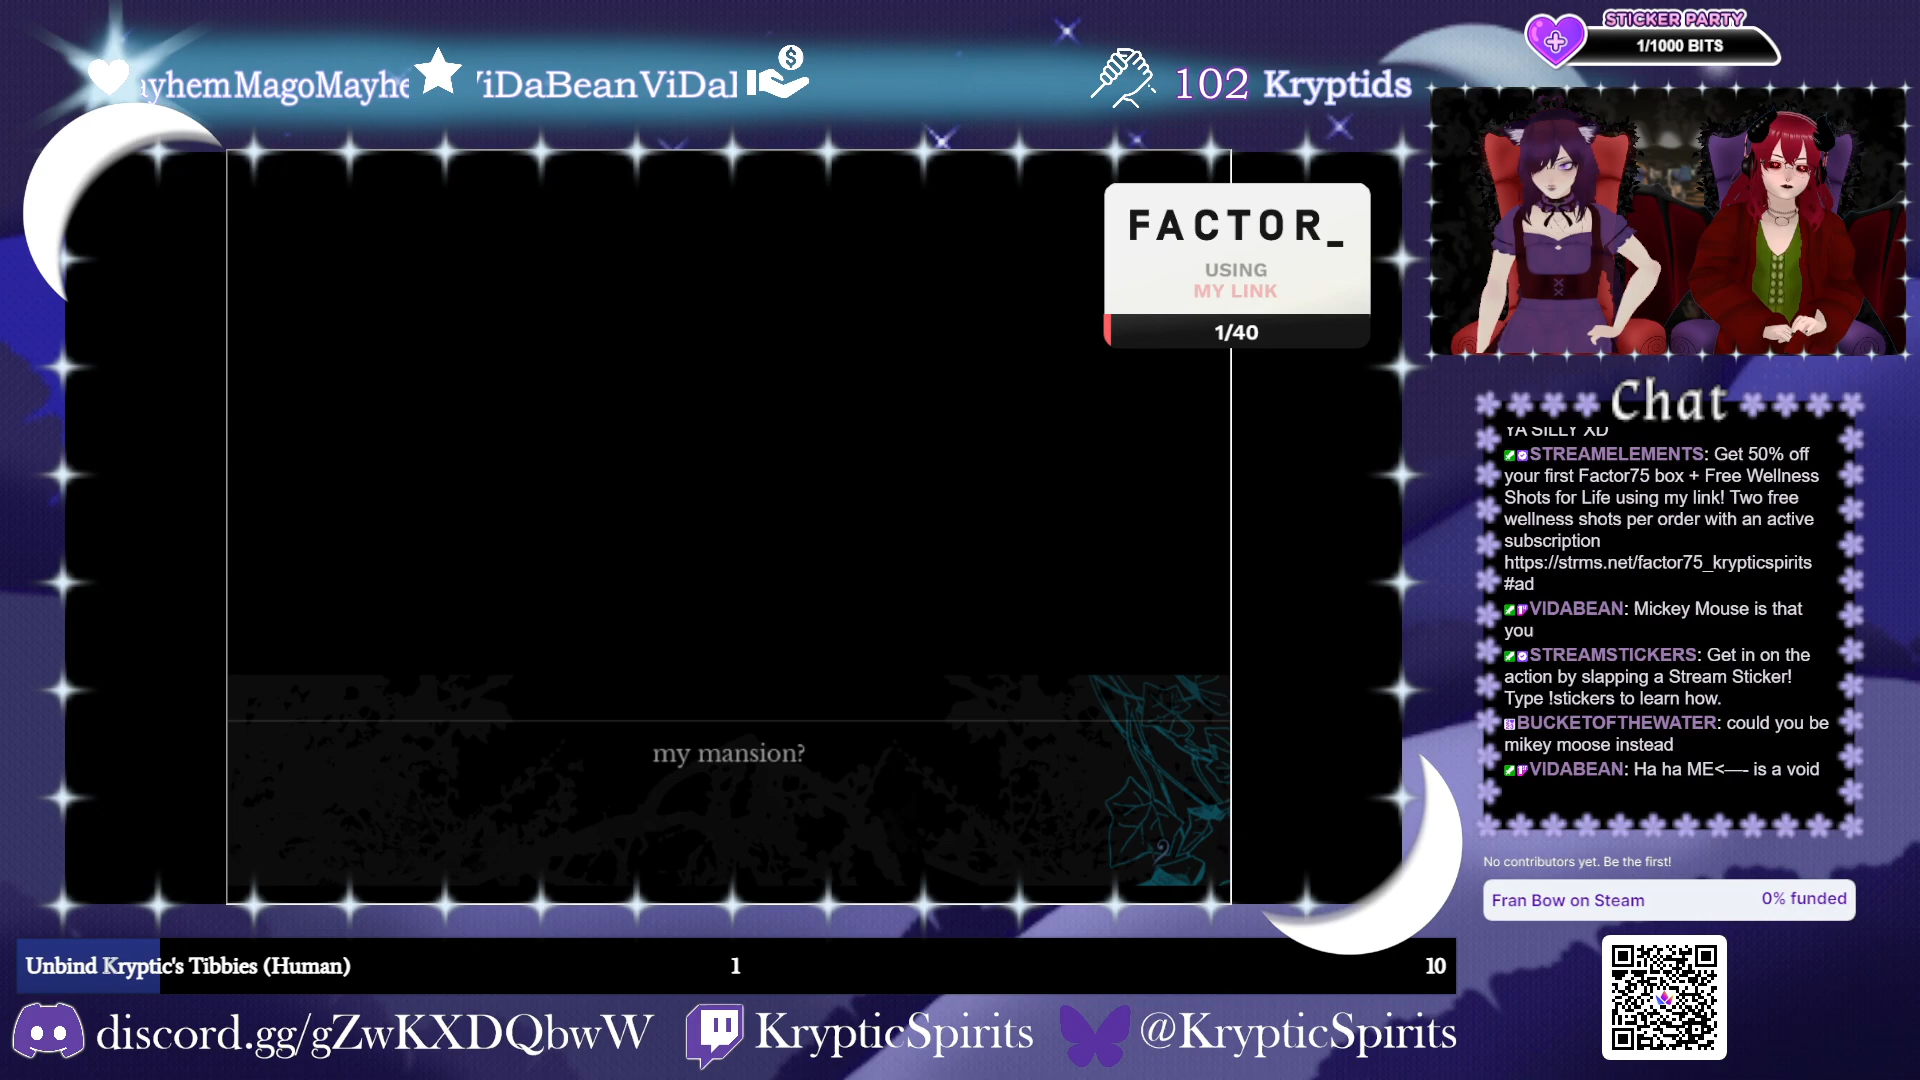 STICKER PARTY
1/1000 BITS
ayhem MagoMayhe
iDaBean ViDaI
102 Kryptids
FACTOR_
USING
MY LINK
1/40
Chat
YA SILLY XD
STREAMELEMENTS: Get 50% off
your first Factor75 box + Free Wellness
Shots for Life using my link! Two free
wellness shots per order with an active
subscription
https://strms.net/factor75_krypticspirits
#ad
VIDABEAN: Mickey Mouse is that
you
STREAMSTICKERS: Get in on the
action by slapping a Stream Sticker!
Type !stickers to learn how.
BUCKETOFTHEWATER: could you be
mikey moose instead
VIDABEAN: Ha ha ME<—- is a void
my mansion?
No contributors yet. Be the first!
Fran Bow on Steam
0% funded
Unbind Kryptic's Tibbies (Human)
1
10
discord.gg/gZwKXDQbwW
KrypticSpirits
@KrypticSpirits